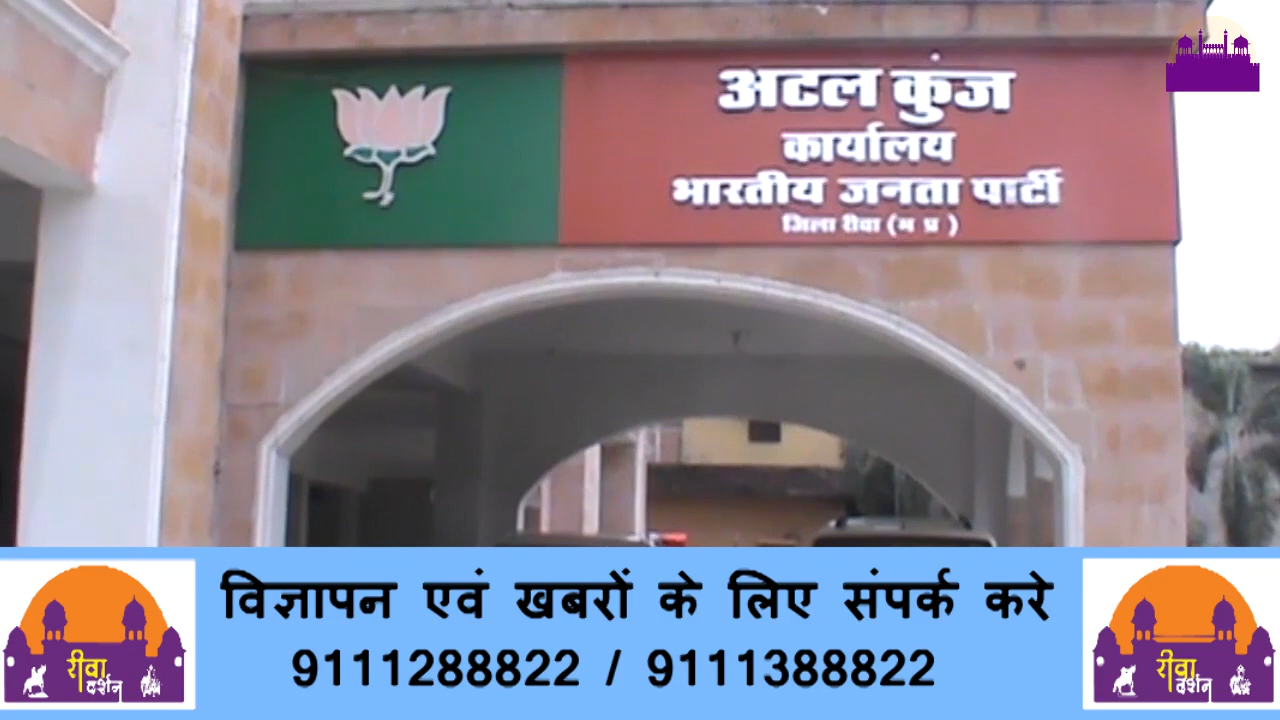 अटल कुंज
कार्यालय
भारतीय जनता पार्टी
जिला रीवा (म प्र)
विज्ञापन एवं खबरों के लिए संपर्क करे
9111288822 / 9111388822
रीवा
दर्शन
रीवा
दर्शन